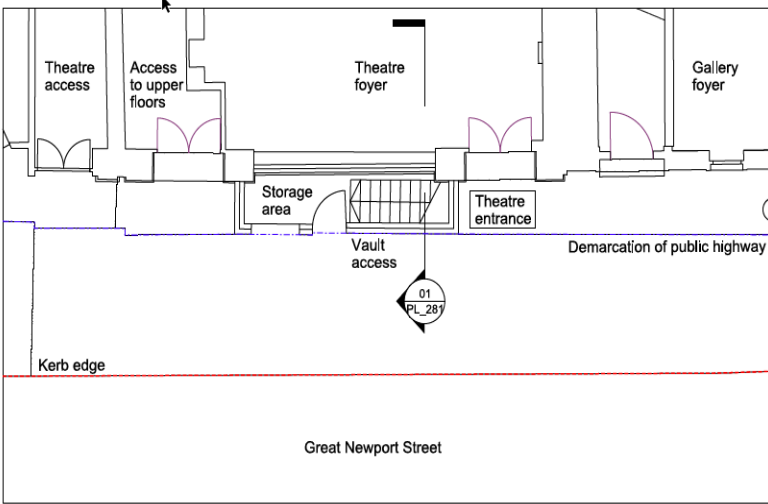 Theatre
access
Access
to upper
floors
Theatre
foyer
Gallery
foyer
Storage
area
Theatre
entrance
Vault
access
Demarcation of public highway
01
PL_281
Kerb edge
Great Newport Street